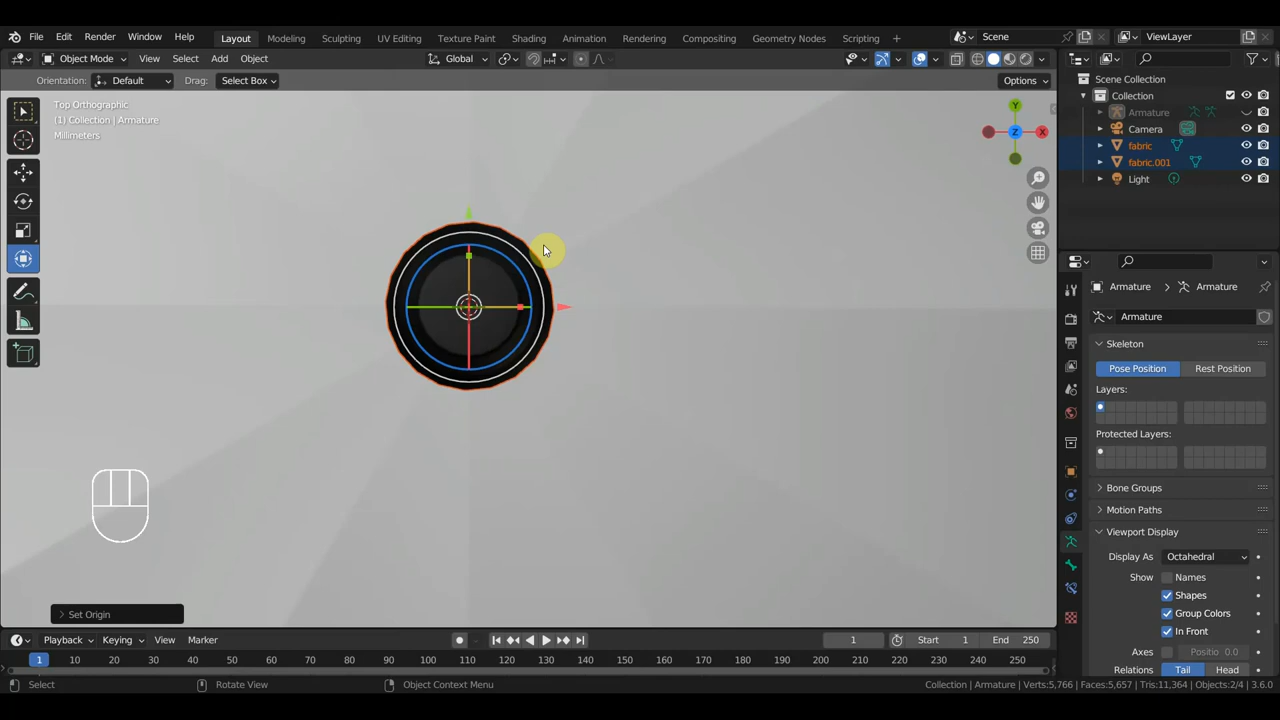 File Edit Render Window Help Layout Modeling Sculpting UV Editing Texture Paint Shading Animation Rendering Compositing Geometry Nodes Scripting + Scene ViewLayer
Object Mode View Select Add Object Global
Orientation: Default Drag: Select Box Options
Top Orthographic
(1) Collection | Armature
Millimeters
Y
X
Z
Scene Collection
Collection
Armature
Camera
fabric
fabric.001
Light
Armature Armature
Armature
Skeleton
Pose Position Rest Position
Layers:
Protected Layers:
Bone Groups
Motion Paths
Viewport Display
Display As Octahedral
Show Names
Shapes
Group Colors
In Front
Axes Positio 0.0
Relations Tail Head
Set Origin
Playback Keying View Marker 1 Start 1 End 250
1 10 20 30 40 50 60 70 80 90 100 110 120 130 140 150 160 170 180 190 200 210 220 230 240 250
Select Rotate View Object Context Menu Collection | Armature | Verts:5,766 | Faces:5,657 | Tris:11,364 | Objects:2/4 | 3.6.0